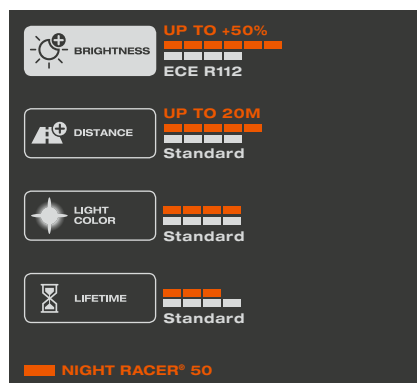 UP TO +50%
BRIGHTNESS
ECE R112
UP TO 20M
DISTANCE
Standard
LIGHT
COLOR
Standard
LIFETIME
Standard
NIGHT RACER® 50